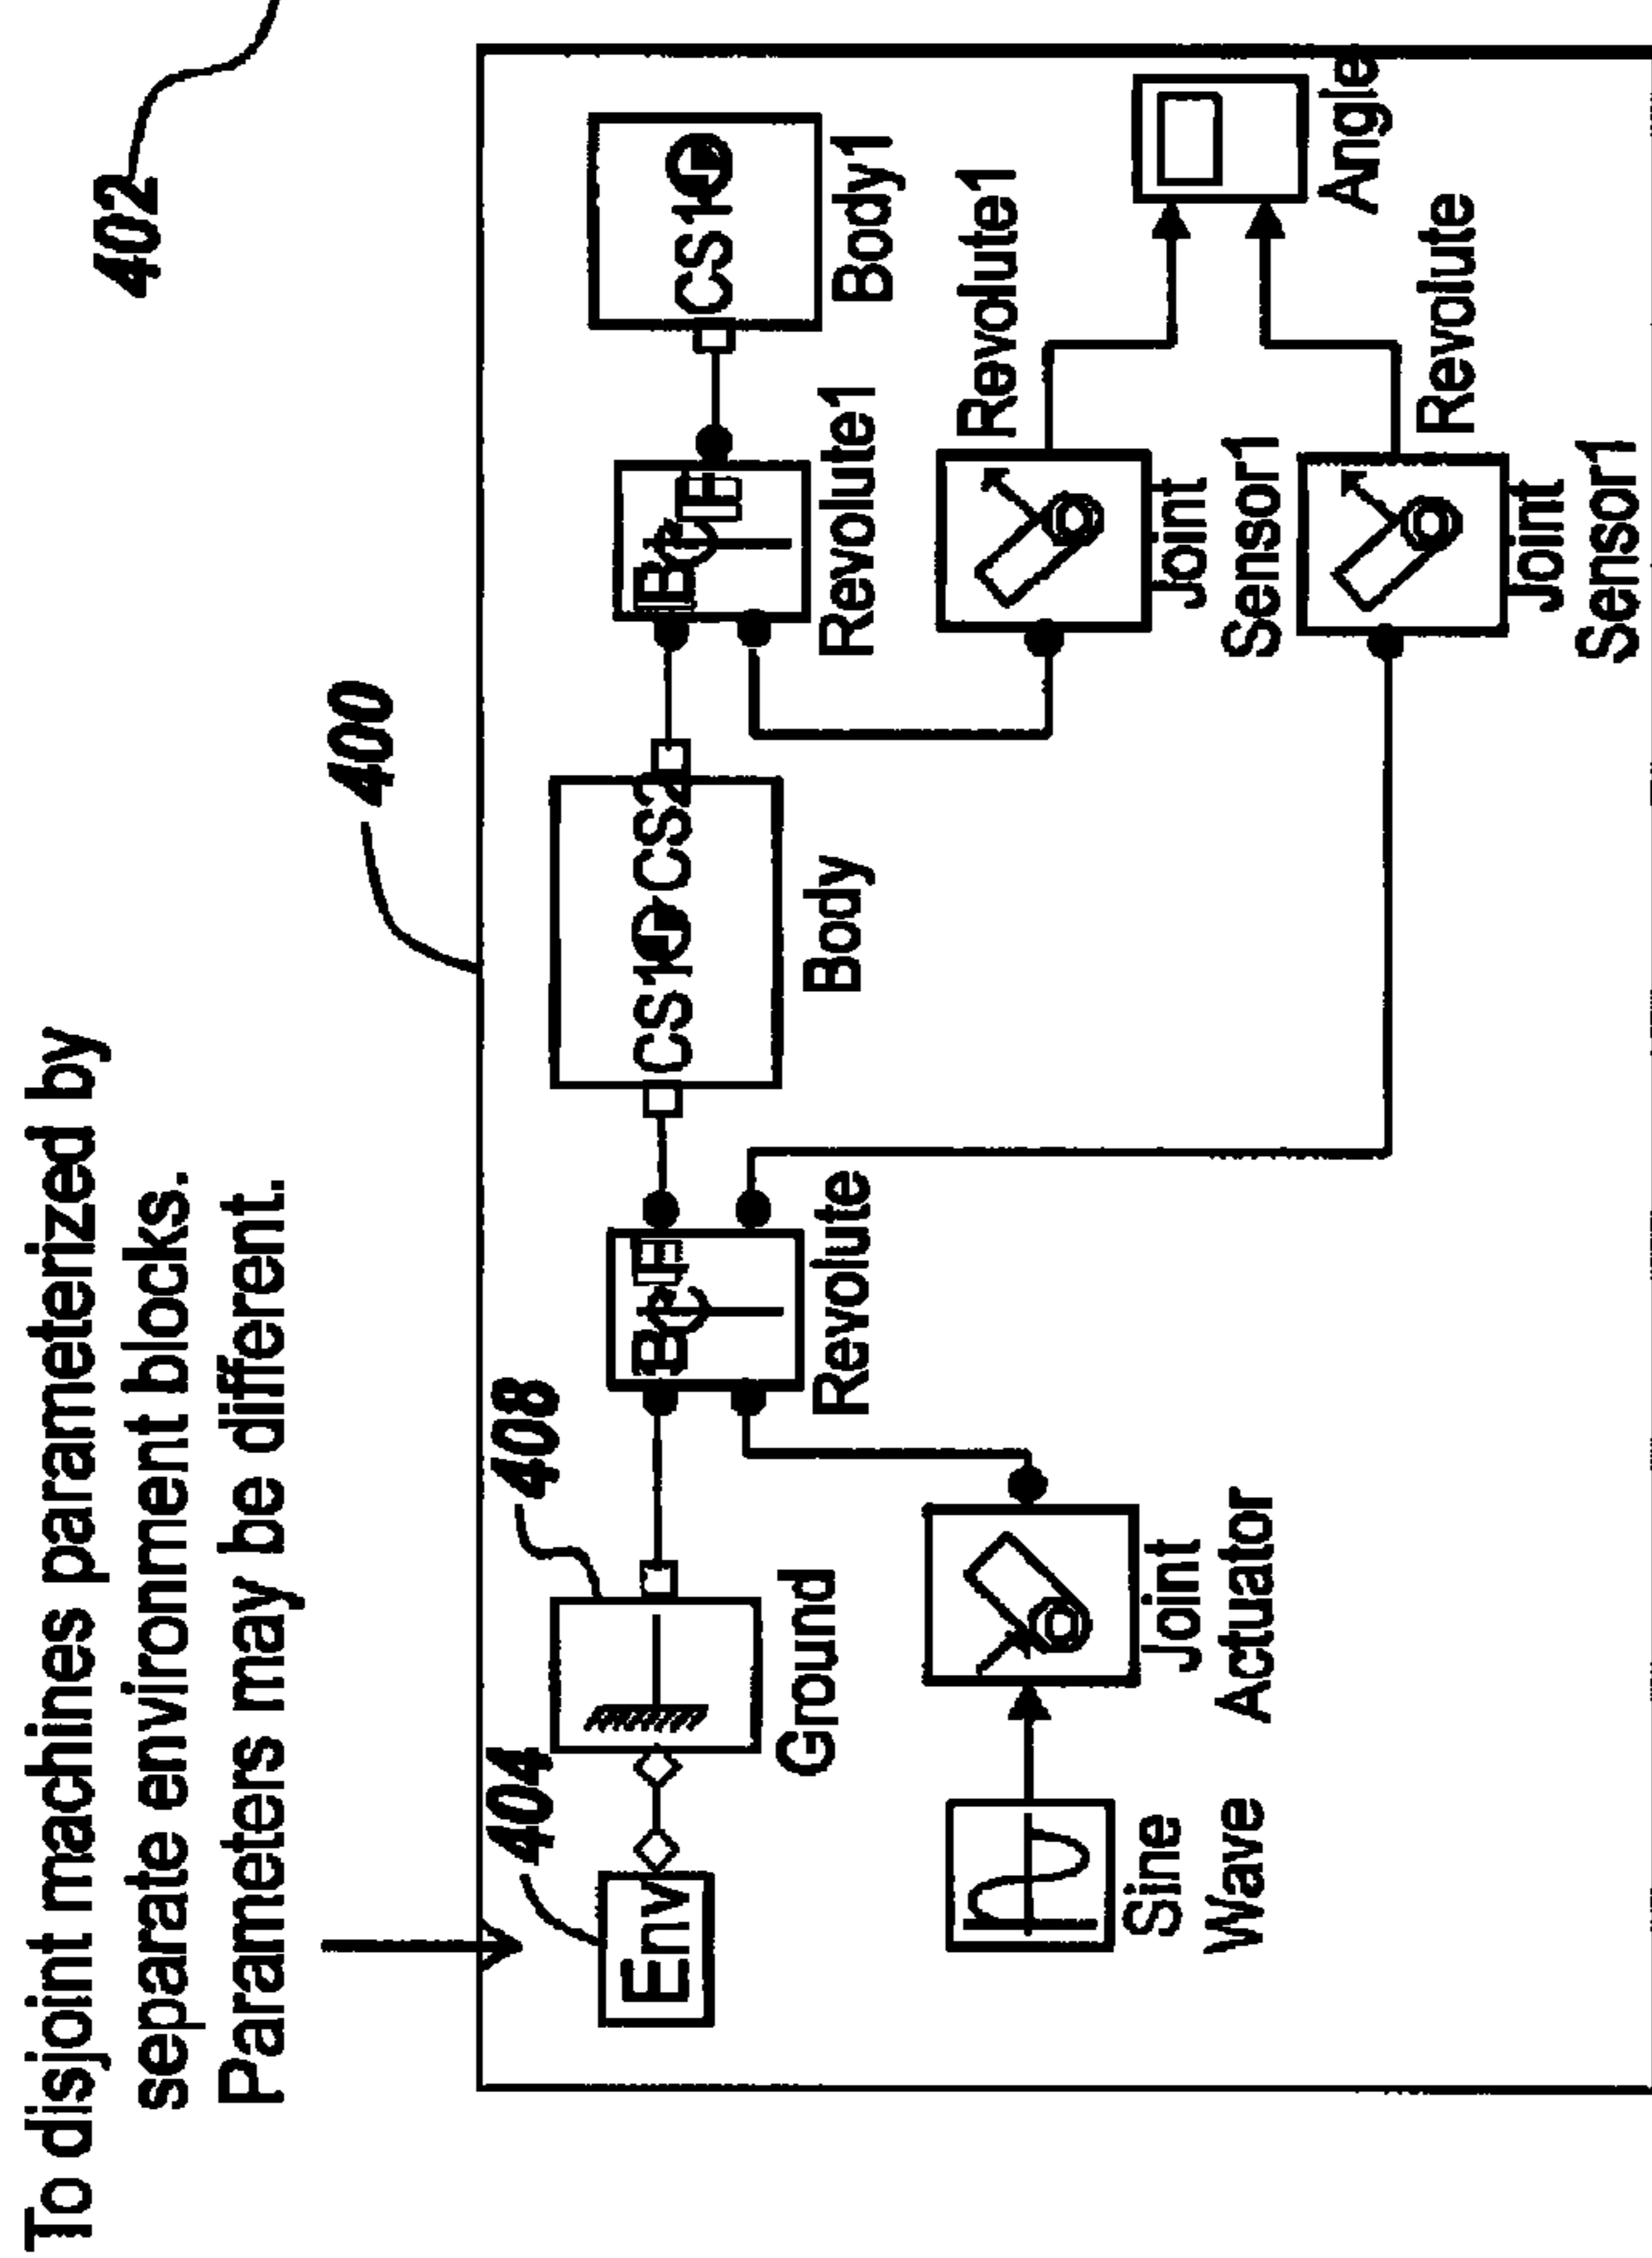 To disjoint machines parameterized by
separate environment blocks.
Parameters may be different.
402
400
404
408
Env
Ground
B F
Revolute
CS1 CS2
Body
B F
Revolute1
CS1
Body1
Sine
Wave
Joint
Actuator
Joint
Sensor1
Revolute1
Angle
Joint
Sensor1
Revolute